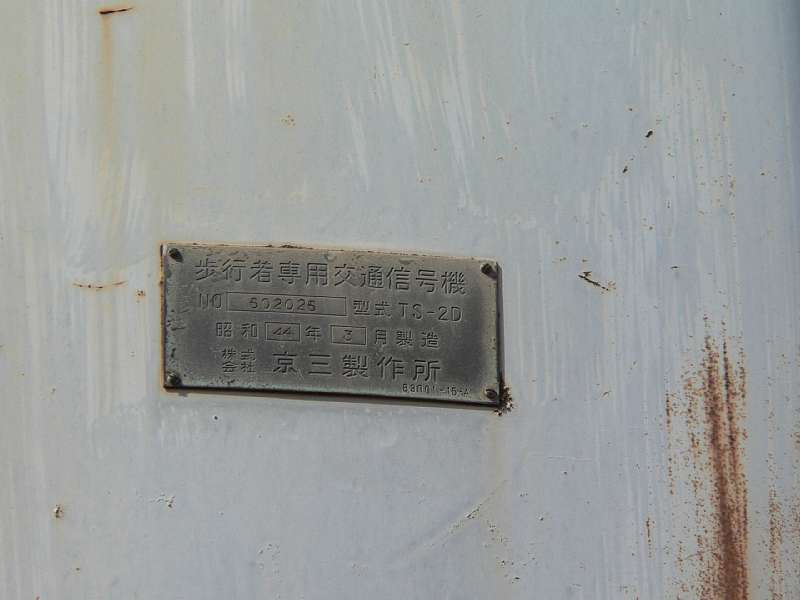 歩行者専用交通信号機
NO 502025 型式 TS-2D
昭和 44 年 3 月製造
株式会社 京三製作所